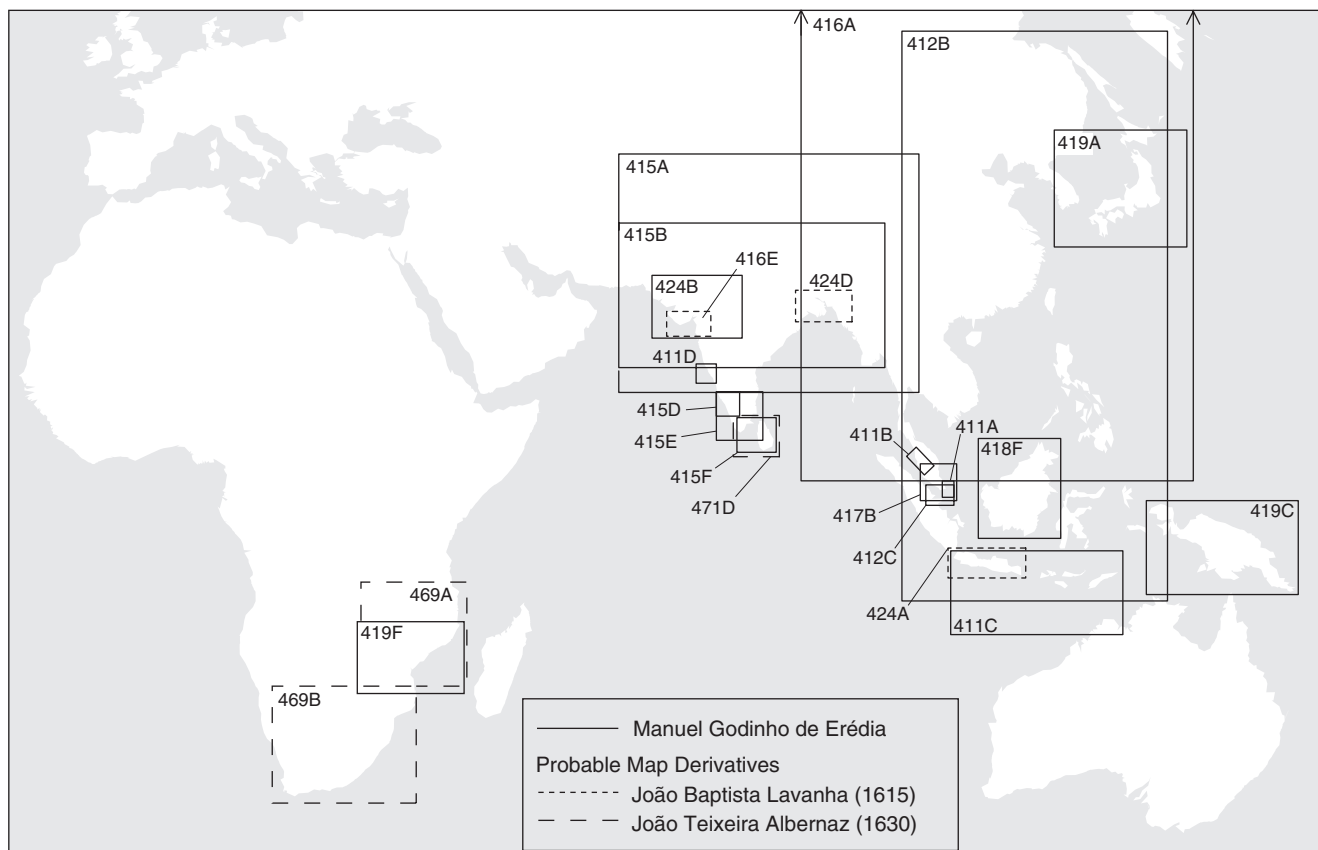 416A
412B
419A
415A
415B
416E
424B
424D
411D
415D
411A
411B
418F
415E
415F
471D
417B
419C
412C
469A
424A
411C
419F
469B
Manuel Godinho de Erédia
Probable Map Derivatives
João Baptista Lavanha (1615)
João Teixeira Albernaz (1630)